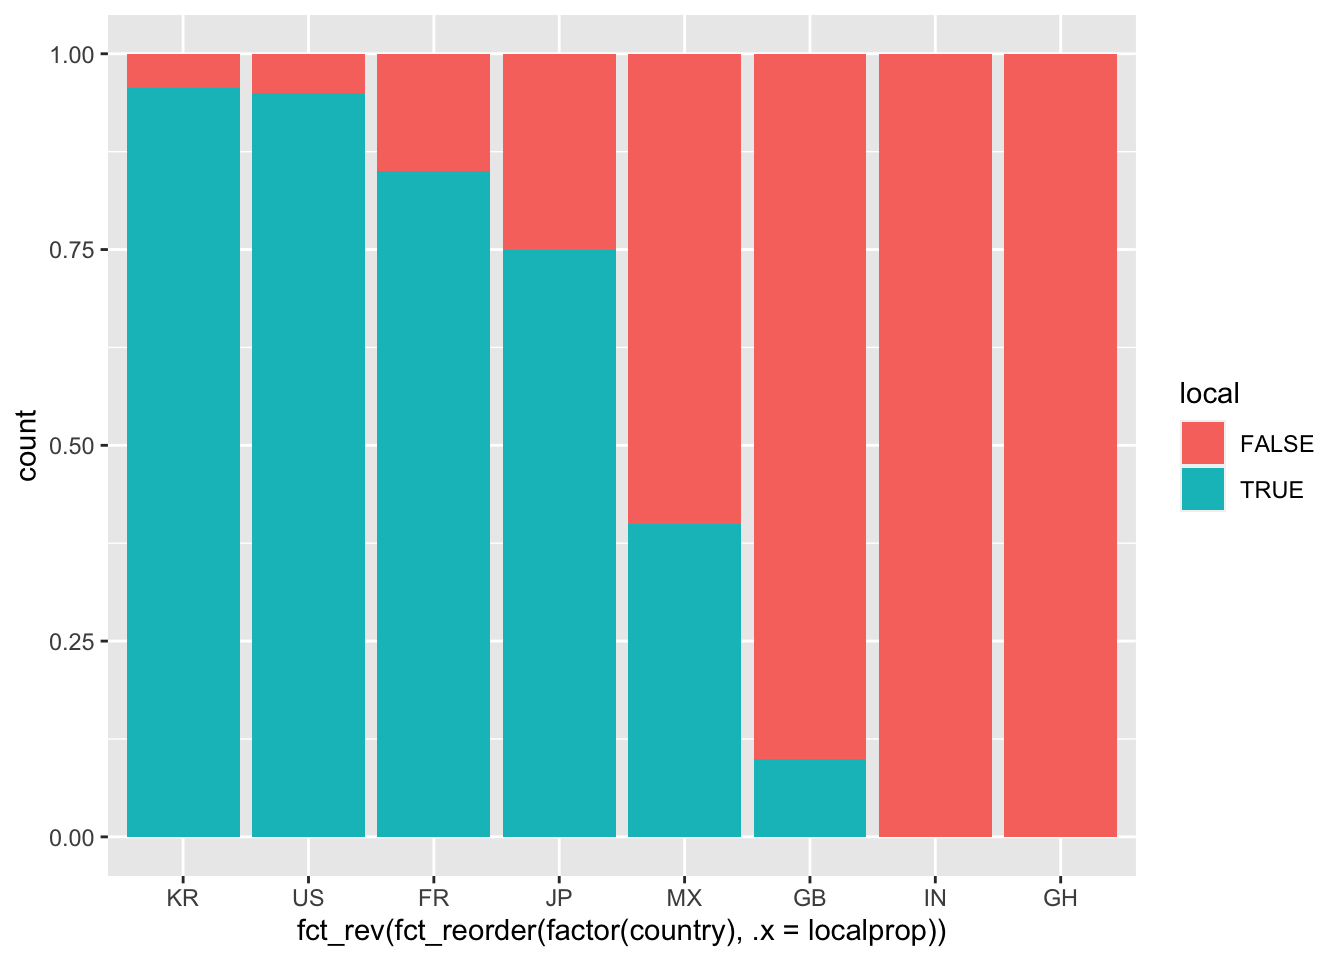 1.00
0.75
0.50
0.25
0.00
count
KR US FR JP MX GB IN GH
fct_rev(fct_reorder(factor(country), .x = localprop))
local
FALSE
TRUE